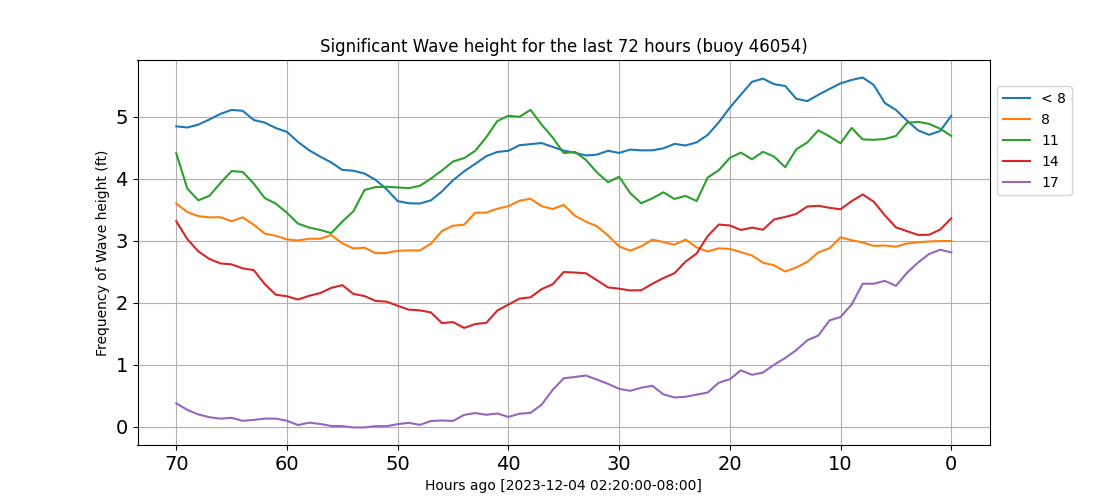 Significant Wave height for the last 72 hours (buoy 46054)
Frequency of Wave height (ft)
5
4
3
2
1
0
70 60 50 40 30 20 10 0
Hours ago [2023-12-04 02:20:00-08:00]
< 8
8
11
14
17